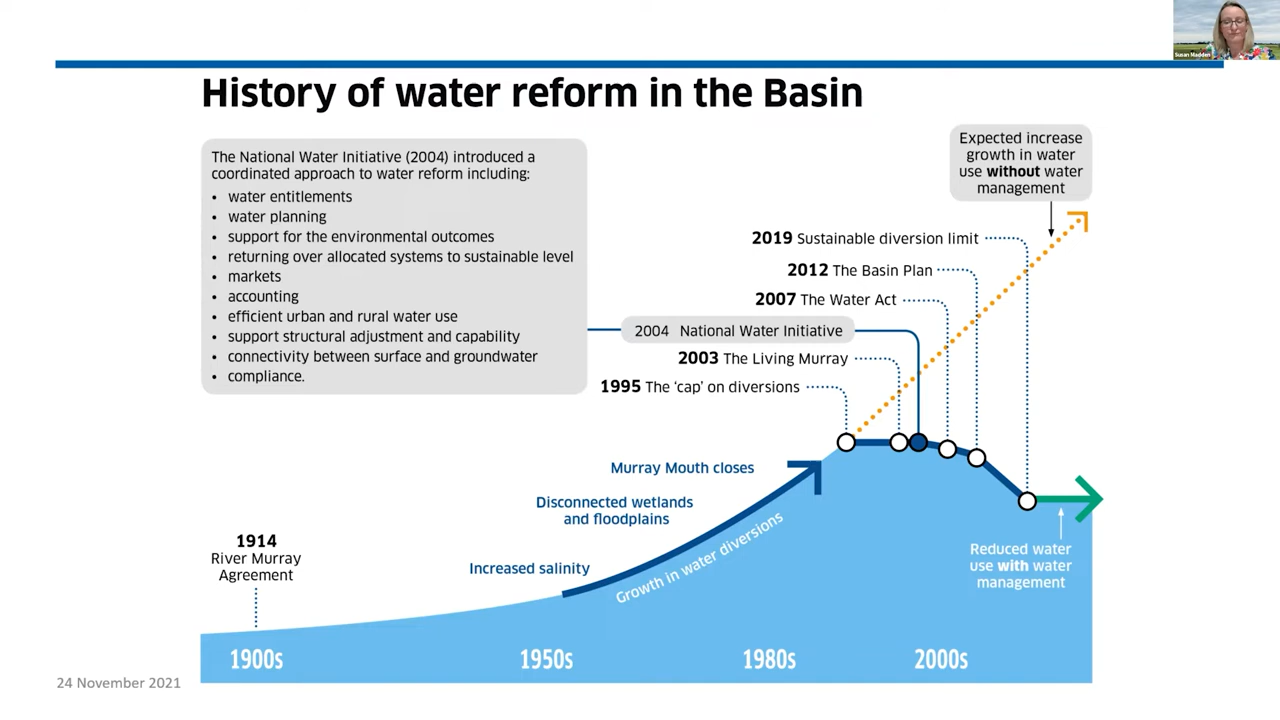 Susan Madden
History of water reform in the Basin
The National Water Initiative (2004) introduced a
coordinated approach to water reform including:
• water entitlements
• water planning
• support for the environmental outcomes
• returning over allocated systems to sustainable level
• markets
• accounting
• efficient urban and rural water use
• support structural adjustment and capability
• connectivity between surface and groundwater
• compliance.
Expected increase
growth in water
use without water
management
2019 Sustainable diversion limit
2012 The Basin Plan
2007 The Water Act
2004 National Water Initiative
2003 The Living Murray
1995 The ‘cap’ on diversions
Murray Mouth closes
Disconnected wetlands
and floodplains
Increased salinity
Growth in water diversions
1914
River Murray
Agreement
Reduced water
use with water
management
1900s
1950s
1980s
2000s
24 November 2021